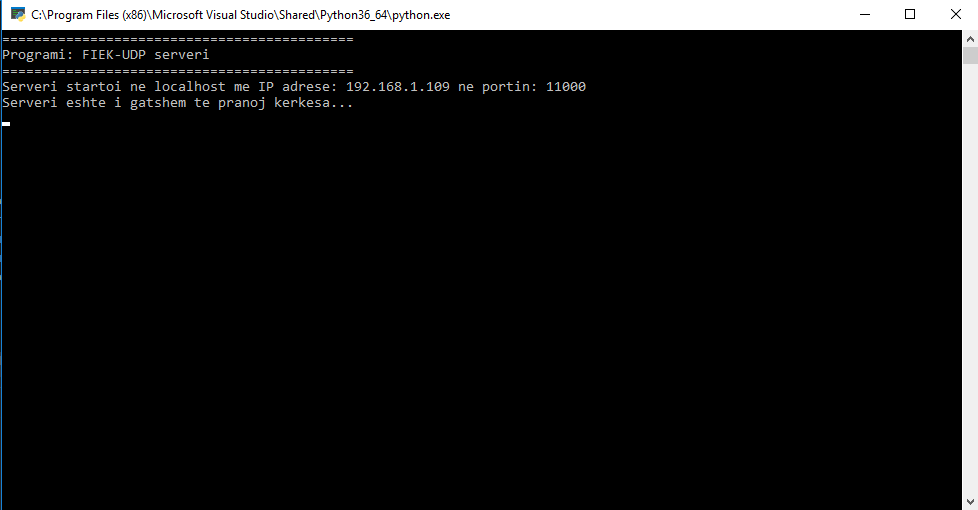 C:\Program Files (x86)\Microsoft Visual Studio\Shared\Python36_64\python.exe
============================================
Programi: FIEK-UDP serveri
============================================
Serveri startoi ne localhost me IP adrese: 192.168.1.109 ne portin: 11000
Serveri eshte i gatshem te pranoj kerkesa...